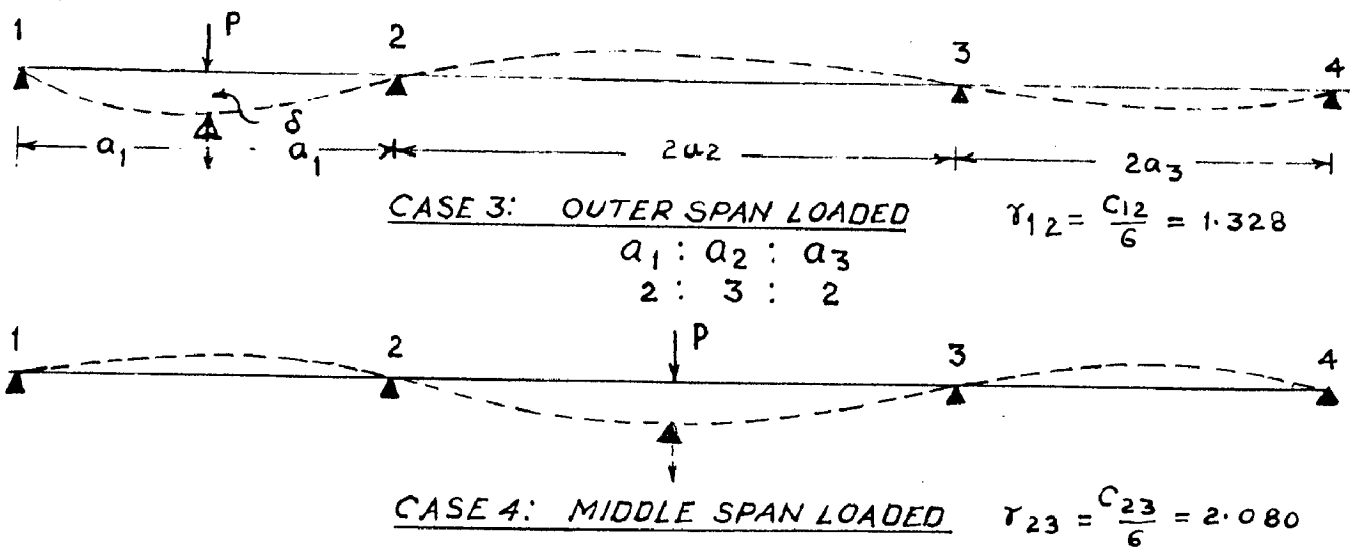 1 P 2 3 4
δ
a₁ a₁ 2a₂ 2a₃
CASE 3: OUTER SPAN LOADED γ₁₂ = C₁₂/6 = 1.328
a₁ : a₂ : a₃
2 : 3 : 2
1 2 P 3 4
CASE 4: MIDDLE SPAN LOADED γ₂₃ = C₂₃/6 = 2.080